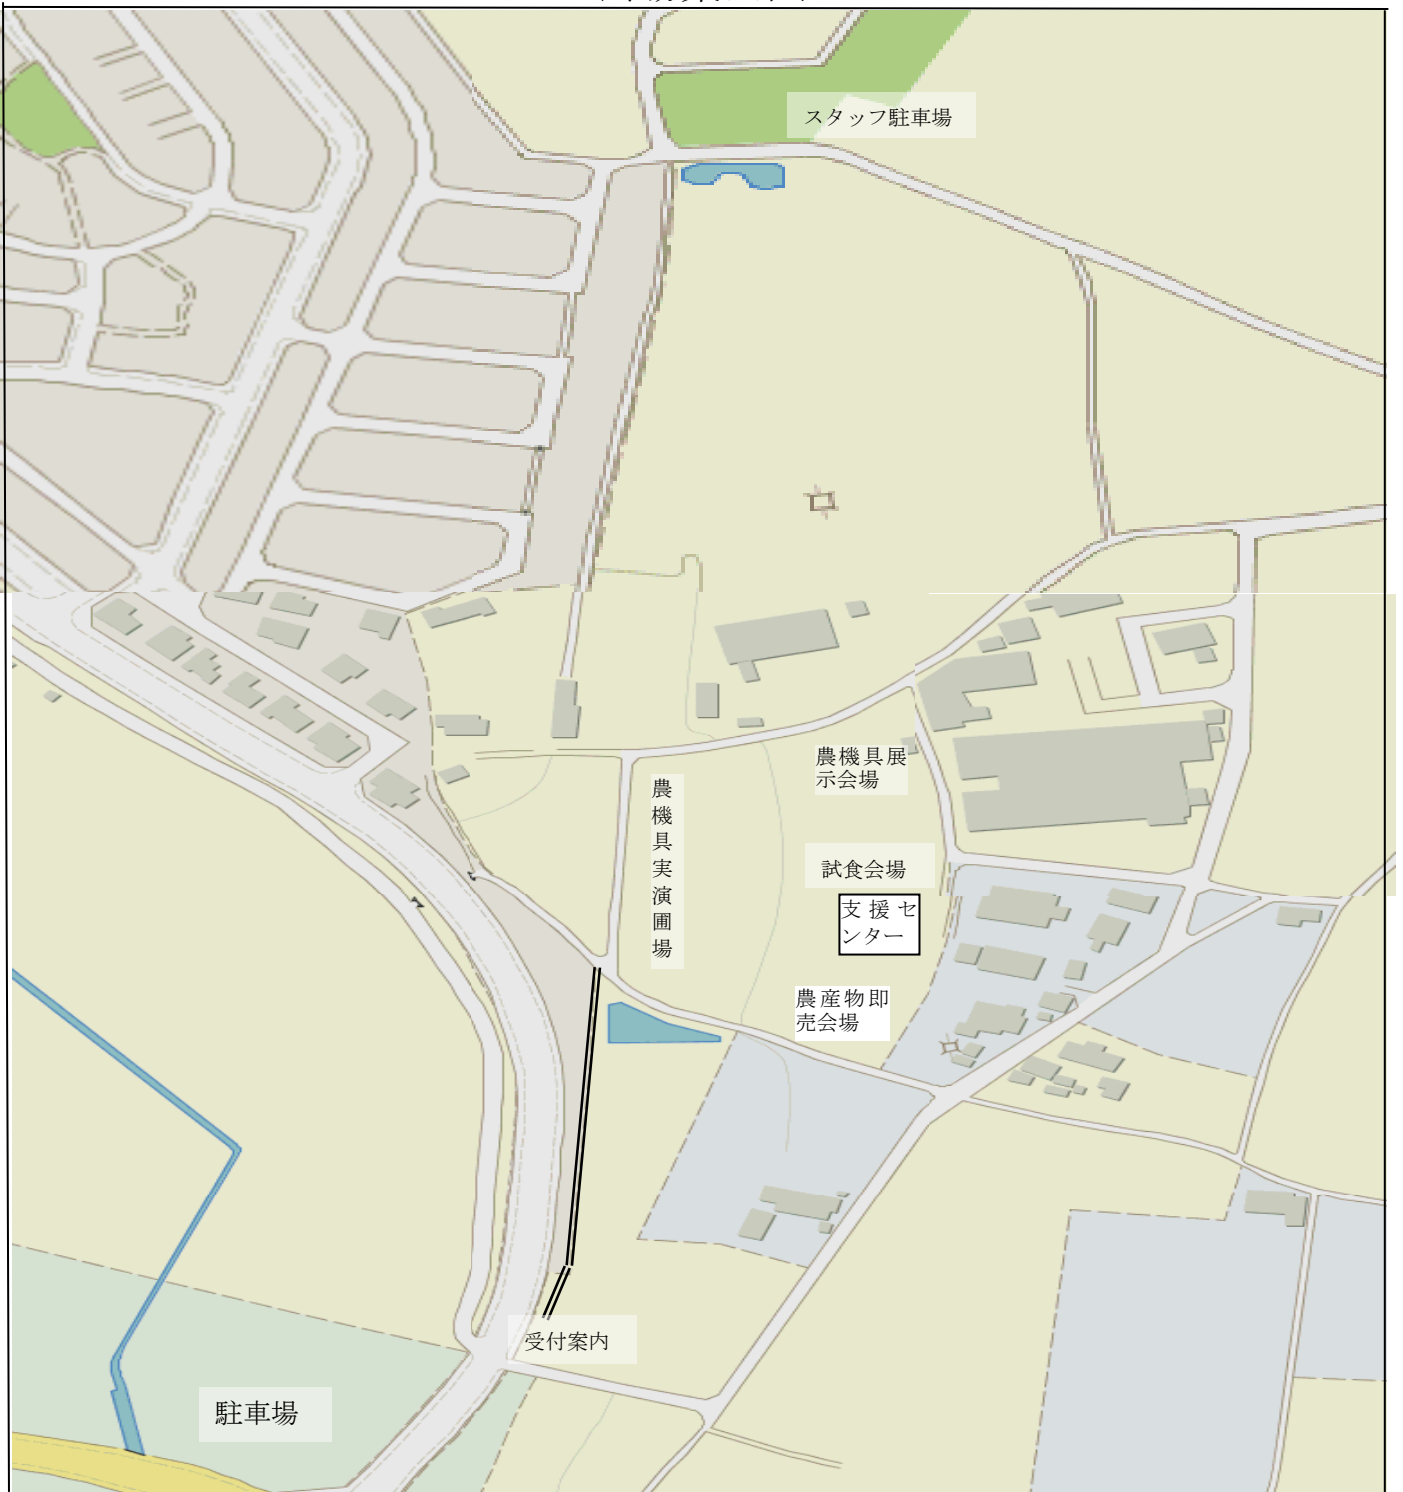 スタッフ駐車場
農機具展
示会場
農機具実演圃場
試食会場
支援セ
ンター
農産物即
売会場
受付案内
駐車場